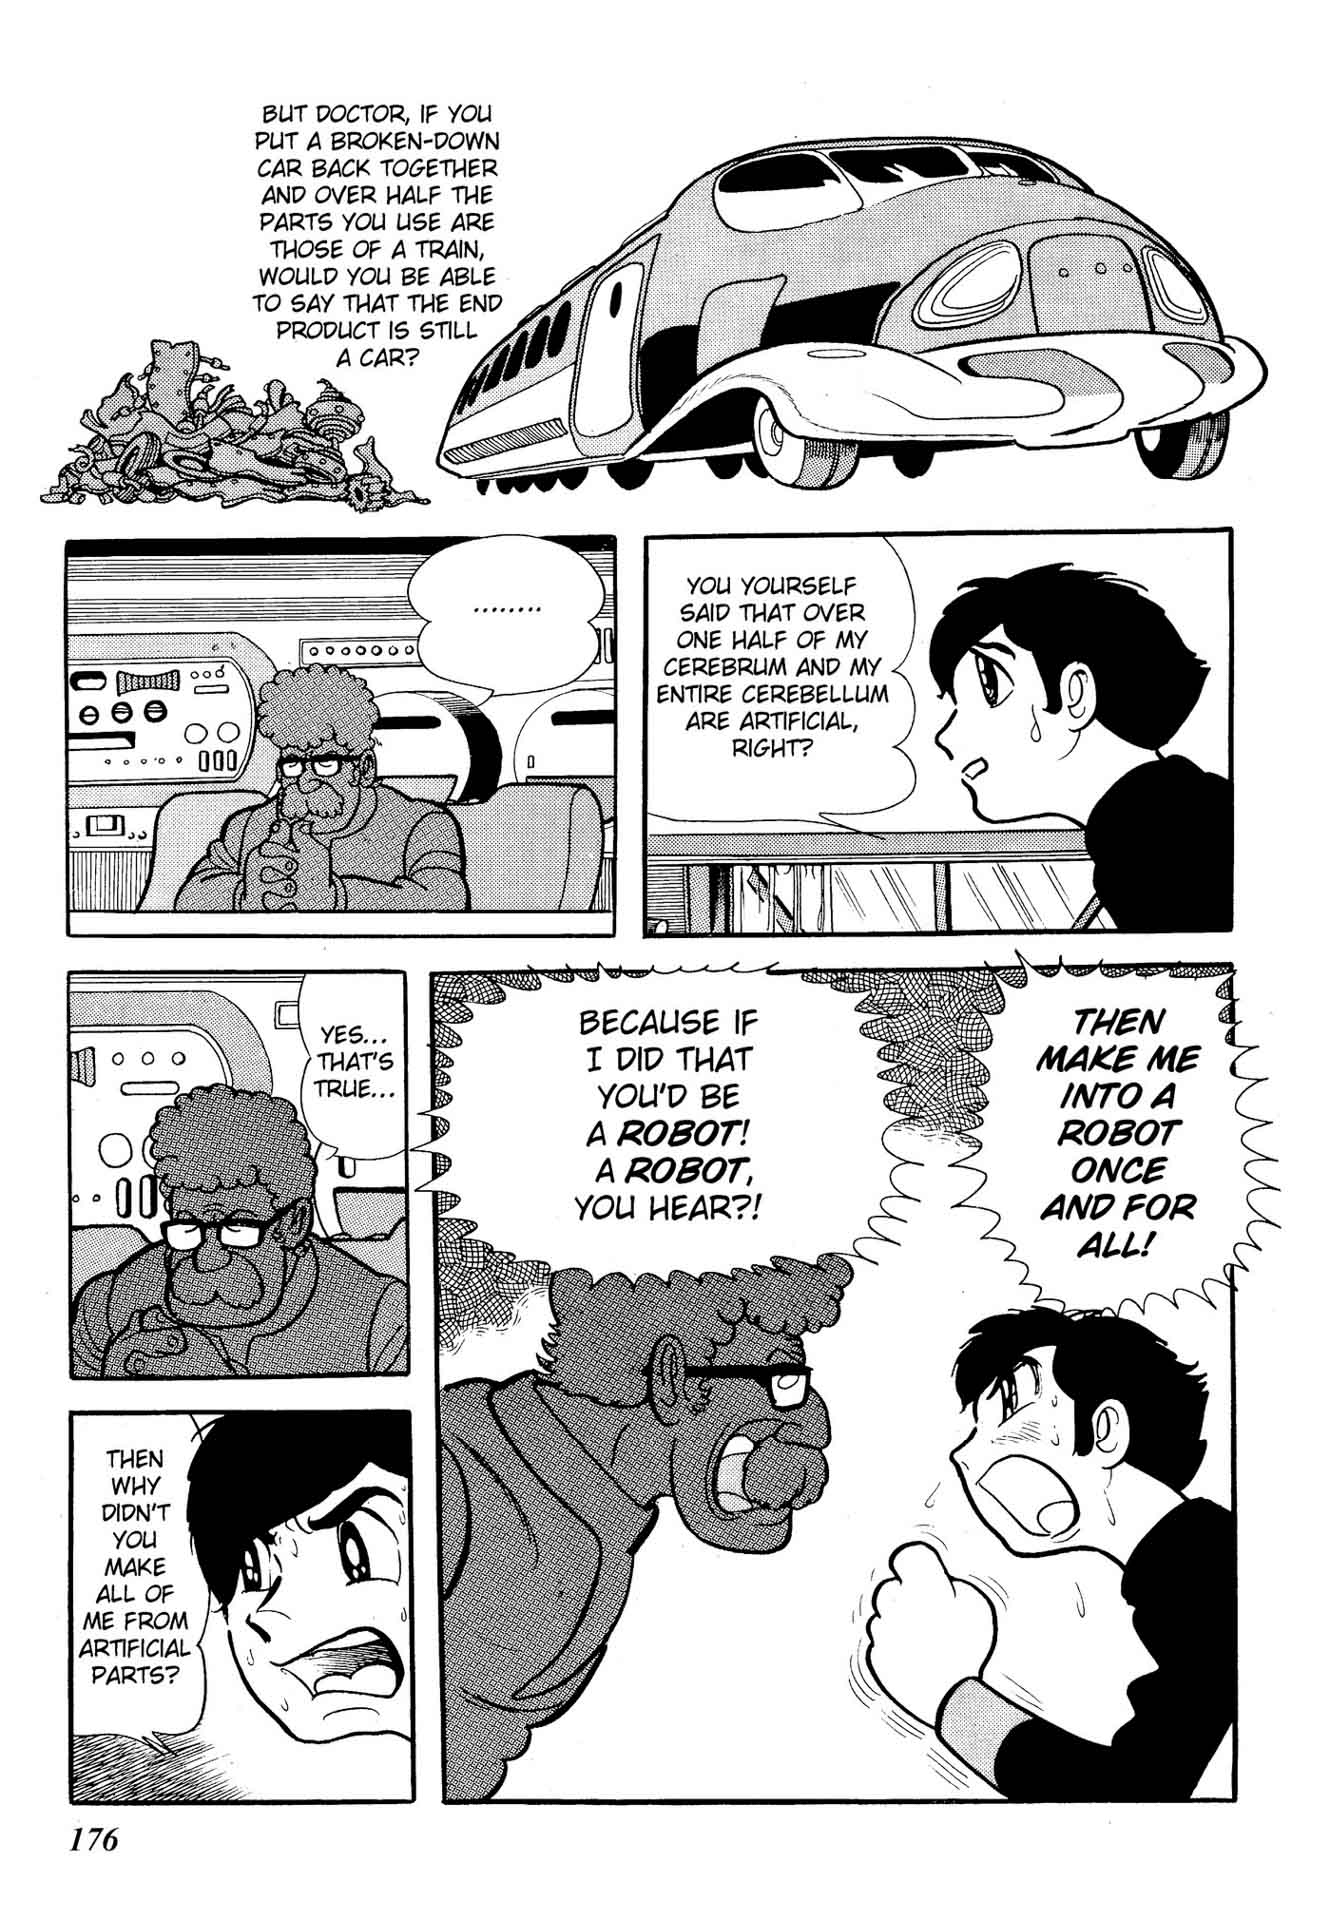 BUT DOCTOR, IF YOU
PUT A BROKEN-DOWN
CAR BACK TOGETHER
AND OVER HALF THE
PARTS YOU USE ARE
THOSE OF A TRAIN,
WOULD YOU BE ABLE
TO SAY THAT THE END
PRODUCT IS STILL
A CAR?
........
YOU YOURSELF
SAID THAT OVER
ONE HALF OF MY
CEREBRUM AND MY
ENTIRE CEREBELLUM
ARE ARTIFICIAL,
RIGHT?
YES...
THAT'S
TRUE...
THEN
WHY
DIDN'T
YOU
MAKE
ALL OF
ME FROM
ARTIFICIAL
PARTS?
BECAUSE IF
I DID THAT
YOU'D BE
A ROBOT!
A ROBOT,
YOU HEAR?!
THEN
MAKE ME
INTO A
ROBOT
ONCE
AND FOR
ALL!
176